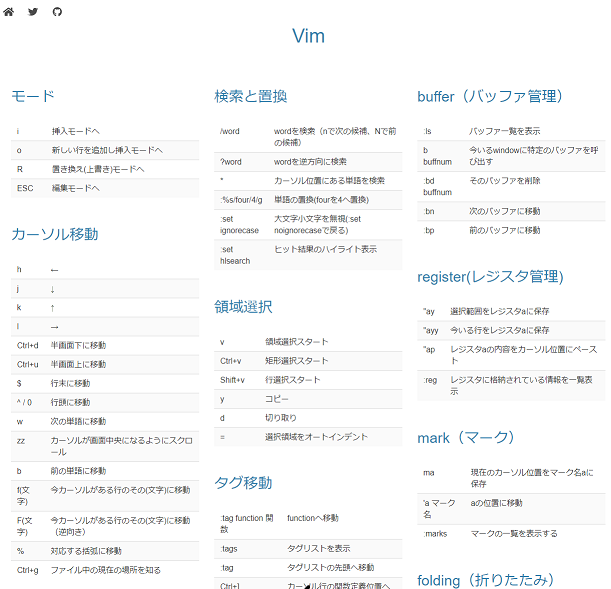 Vim
モード
i 挿入モードへ
o 新しい行を追加し挿入モードへ
R 置き換え(上書き)モードへ
ESC 編集モードへ
カーソル移動
h ←
j ↓
k ↑
l →
Ctrl+d 半画面下に移動
Ctrl+u 半画面上に移動
$ 行末に移動
^ / 0 行頭に移動
w 次の単語に移動
zz カーソルが画面中央になるようにスクロ
ール
b 前の単語に移動
f(文 今カーソルがある行のその(文字)に移動
字)
F(文 今カーソルがある行のその(文字)に移動
字) （逆向き）
% 対応する括弧に移動
Ctrl+g ファイル中の現在の場所を知る
検索と置換
/word wordを検索（nで次の候補、Nで前
の候補）
?word wordを逆方向に検索
* カーソル位置にある単語を検索
:%s/four/4/g 単語の置換(fourを4へ置換)
:set 大文字小文字を無視(:set
ignorecase noignorecaseで戻る)
:set ヒット結果のハイライト表示
hlsearch
領域選択
v 領域選択スタート
Ctrl+v 矩形選択スタート
Shift+v 行選択スタート
y コピー
d 切り取り
= 選択領域をオートインデント
タグ移動
:tag function 関 functionへ移動
数
:tags タグリストを表示
:tag タグリストの先頭へ移動
Ctrl+] カーソル行の関数定義位置へ
buffer（バッファ管理）
:ls バッファ一覧を表示
b 今いるwindowに特定のバッファを呼
buffnum び出す
:bd そのバッファを削除
buffnum
:bn 次のバッファに移動
:bp 前のバッファに移動
register(レジスタ管理)
"ay 選択範囲をレジスタaに保存
"ayy 今いる行をレジスタaに保存
"ap レジスタaの内容をカーソル位置にペース
ト
:reg レジスタに格納されている情報を一覧表
示
mark（マーク）
ma 現在のカーソル位置をマーク名aに
保存
'a マーク aの位置に移動
名
:marks マークの一覧を表示する
folding（折りたたみ）